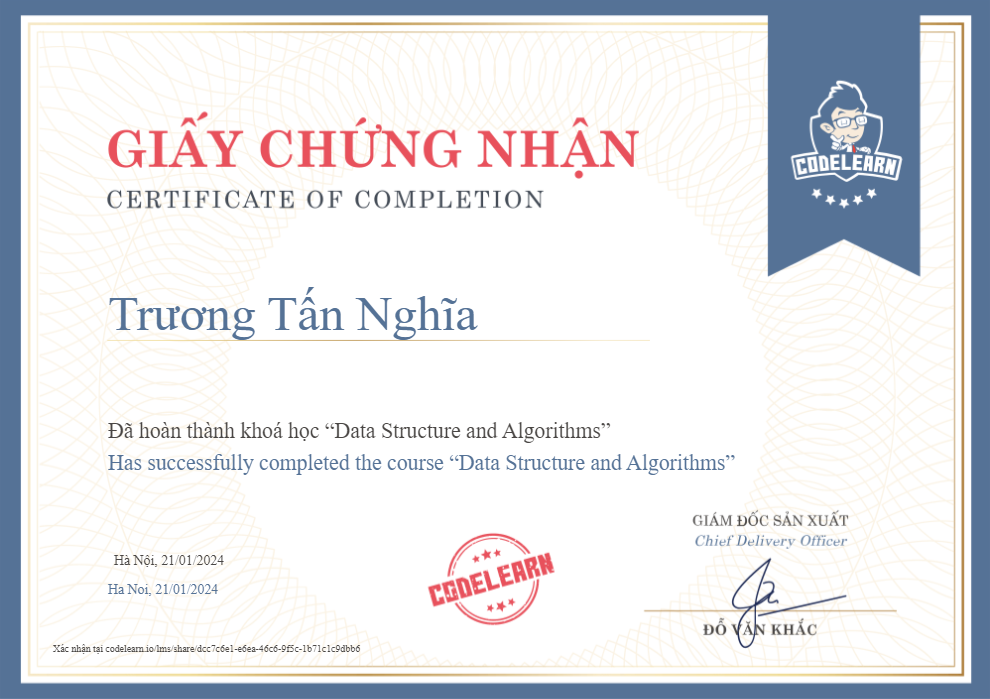 GIẤY CHỨNG NHẬN
CERTIFICATE OF COMPLETION
CODELEARN
Trương Tấn Nghĩa
Đã hoàn thành khoá học “Data Structure and Algorithms”
Has successfully completed the course “Data Structure and Algorithms”
GIÁM ĐỐC SẢN XUẤT
Chief Delivery Officer
Hà Nội, 21/01/2024
Ha Noi, 21/01/2024
CODELEARN
ĐỖ VĂN KHẮC
Xác nhận tại codelearn.io/lms/share/dcc7c6e1-e6ea-46c6-9f5c-1b71c1c9dbb6